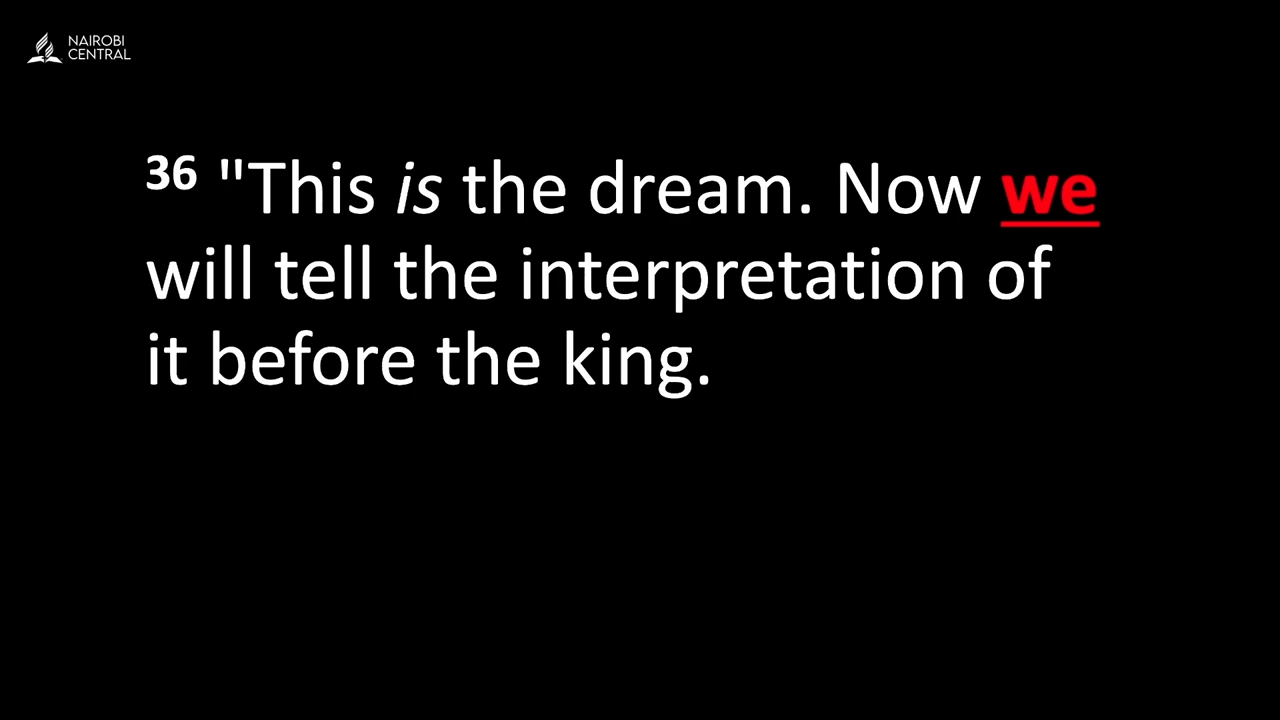 NAIROBI
CENTRAL
36 "This is the dream. Now we
will tell the interpretation of
it before the king.